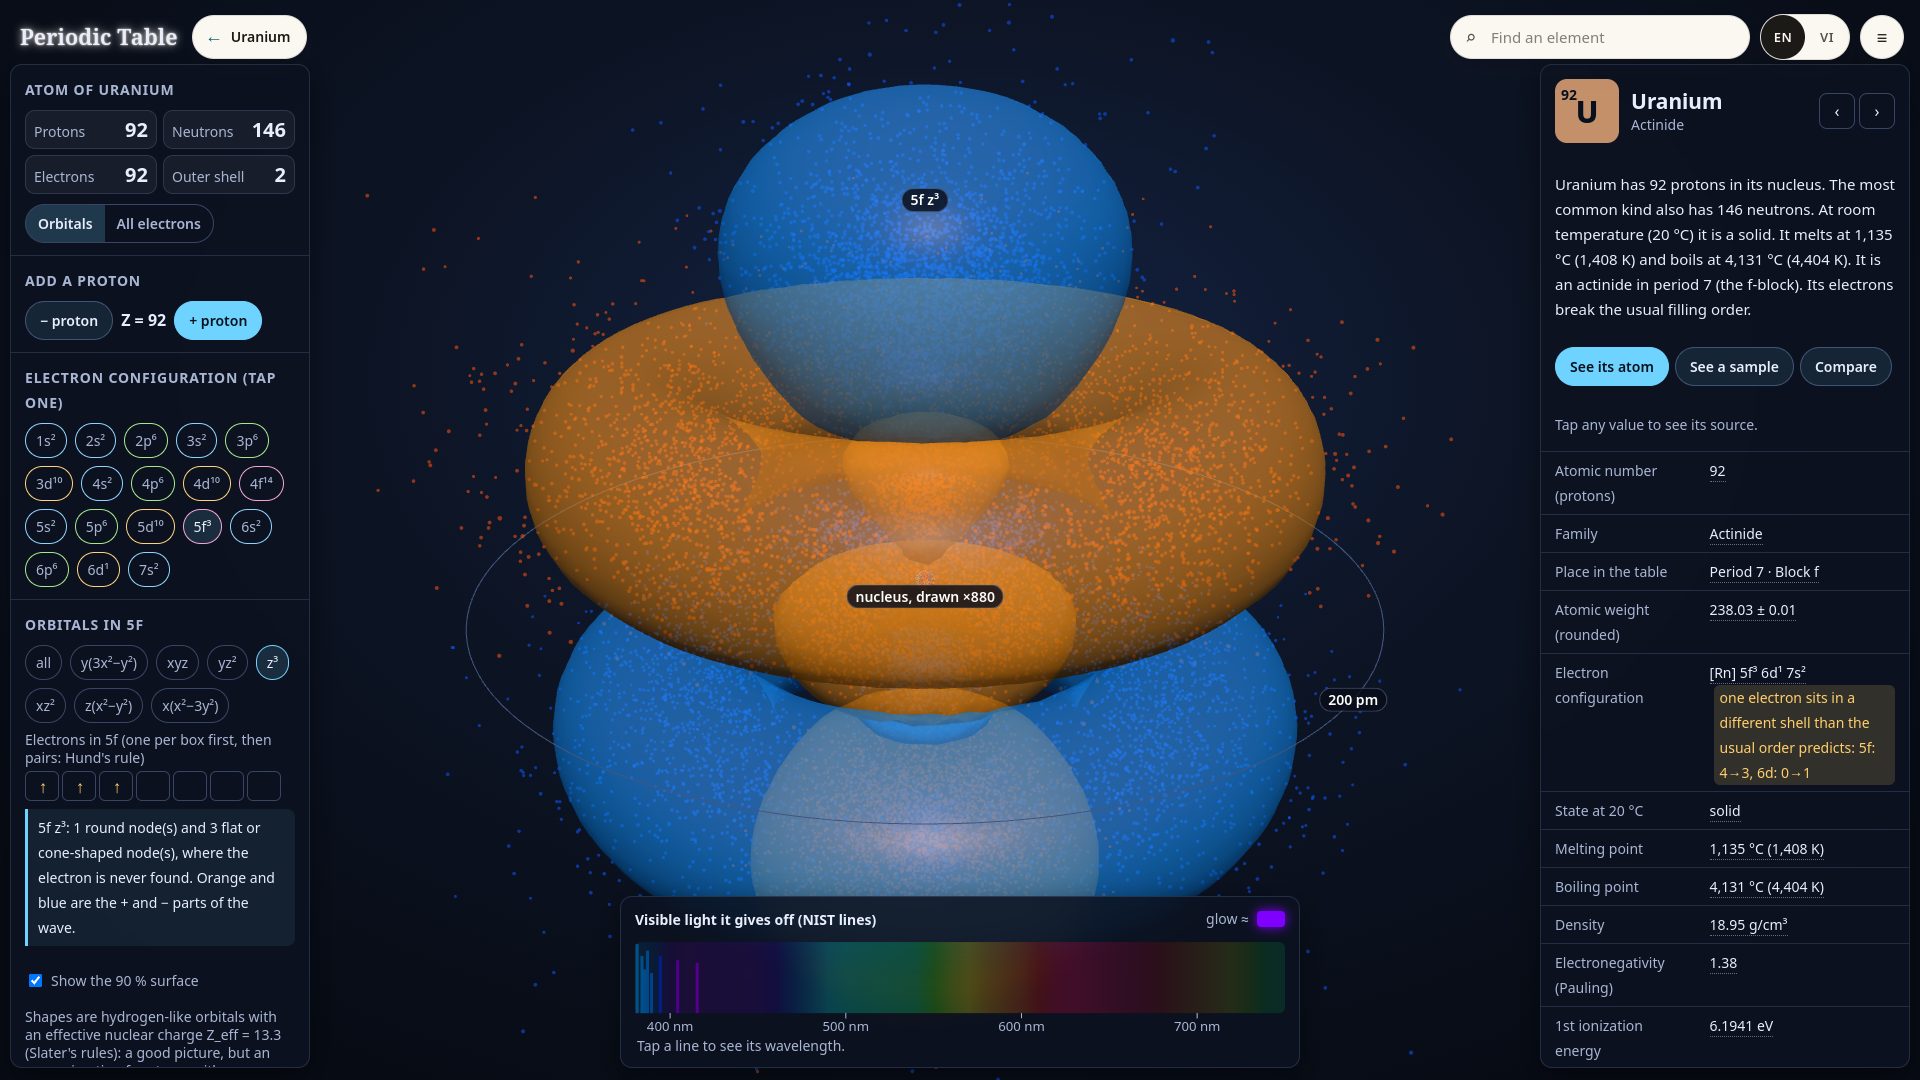 Periodic Table
← Uranium
Find an element
EN VI
≡
ATOM OF URANIUM
Protons 92
Neutrons 146
Electrons 92
Outer shell 2
Orbitals All electrons
ADD A PROTON
− proton Z = 92 + proton
ELECTRON CONFIGURATION (TAP
ONE)
1s² 2s² 2p⁶ 3s² 3p⁶
3d¹⁰ 4s² 4p⁶ 4d¹⁰ 4f¹⁴
5s² 5p⁶ 5d¹⁰ 5f³ 6s²
6p⁶ 6d¹ 7s²
ORBITALS IN 5F
all y(3x²−y²) xyz yz² z³
xz² z(x²−y²) x(x²−3y²)
Electrons in 5f (one per box first, then
pairs: Hund's rule)
↑ ↑ ↑
5f z³: 1 round node(s) and 3 flat or
cone-shaped node(s), where the
electron is never found. Orange and
blue are the + and − parts of the
wave.
Show the 90 % surface
Shapes are hydrogen-like orbitals with
an effective nuclear charge Z_eff = 13.3
(Slater's rules): a good picture, but an
5f z³
nucleus, drawn ×880
200 pm
Visible light it gives off (NIST lines)
glow ≈
400 nm 500 nm 600 nm 700 nm
Tap a line to see its wavelength.
92
U
Uranium
Actinide
‹ ›
Uranium has 92 protons in its nucleus. The most
common kind also has 146 neutrons. At room
temperature (20 °C) it is a solid. It melts at 1,135
°C (1,408 K) and boils at 4,131 °C (4,404 K). It is
an actinide in period 7 (the f-block). Its electrons
break the usual filling order.
See its atom See a sample Compare
Tap any value to see its source.
Atomic number
(protons)
92
Family Actinide
Place in the table Period 7 · Block f
Atomic weight
(rounded)
238.03 ± 0.01
Electron
configuration
[Rn] 5f³ 6d¹ 7s²
one electron sits in a
different shell than the
usual order predicts: 5f:
4→3, 6d: 0→1
State at 20 °C solid
Melting point 1,135 °C (1,408 K)
Boiling point 4,131 °C (4,404 K)
Density 18.95 g/cm³
Electronegativity
(Pauling)
1.38
1st ionization
energy
6.1941 eV